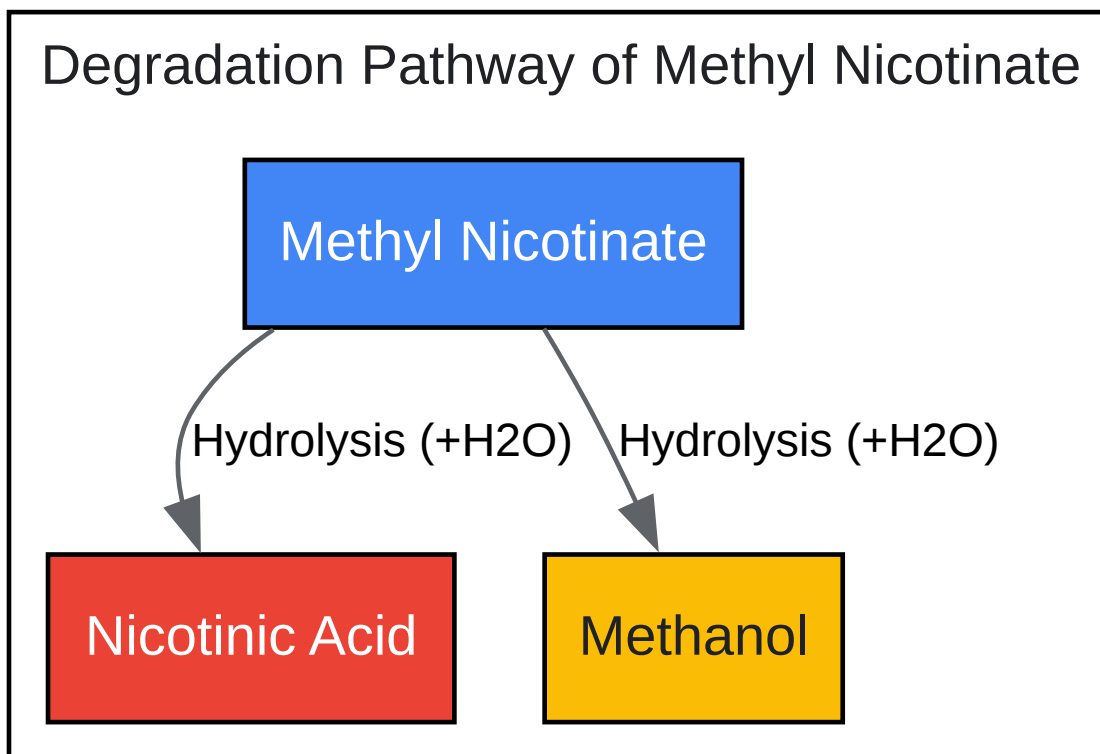 Degradation Pathway of Methyl Nicotinate
Methyl Nicotinate
Hydrolysis (+H2O)
Hydrolysis (+H2O)
Nicotinic Acid
Methanol